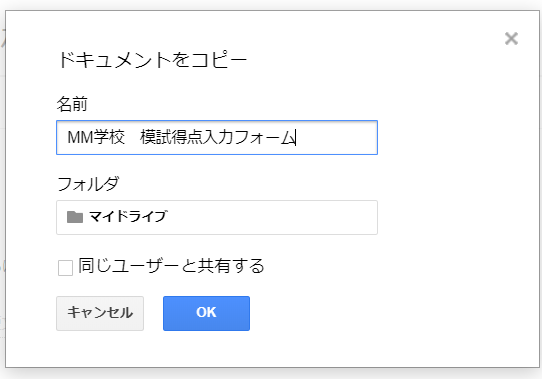 ドキュメントをコピー
名前
MM学校　模試得点入力フォーム
フォルダ
マイドライブ
同じユーザーと共有する
キャンセル OK